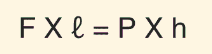 F X ℓ = P X h